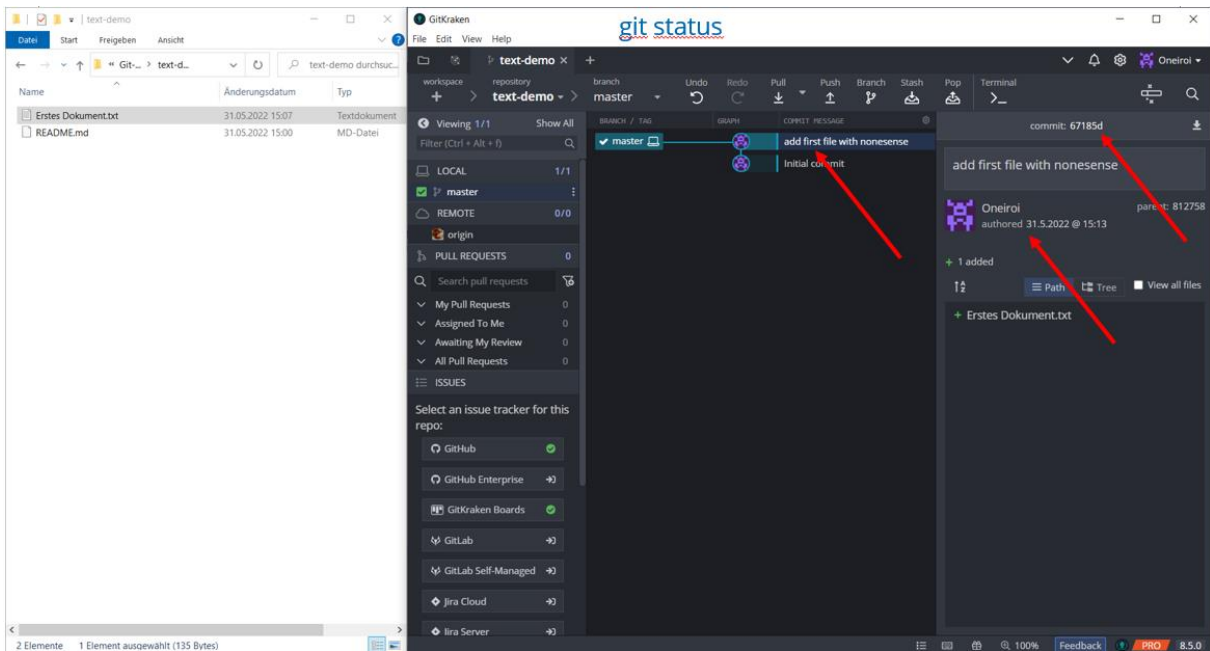 text-demo
Datei Start Freigeben Ansicht
« Git-... > text-d...
text-demo durchsuc...
Name Änderungsdatum Typ
Erstes Dokument.txt 31.05.2022 15:07 Textdokument
README.md 31.05.2022 15:00 MD-Datei
2 Elemente 1 Element ausgewählt (135 Bytes)
GitKraken
git status
File Edit View Help
text-demo
Oneiroi
workspace repository branch
text-demo master
Undo Redo Pull Push Branch Stash Pop Terminal
Viewing 1/1 Show All
Filter (Ctrl + Alt + f)
LOCAL 1/1
master
REMOTE 0/0
origin
PULL REQUESTS 0
Search pull requests
My Pull Requests 0
Assigned To Me 0
Awaiting My Review 0
All Pull Requests 0
ISSUES
Select an issue tracker for this
repo:
GitHub
GitHub Enterprise
GitKraken Boards
GitLab
GitLab Self-Managed
Jira Cloud
Jira Server
BRANCH / TAG GRAPH COMMIT MESSAGE
master add first file with nonesense
Initial commit
commit: 67185d
add first file with nonesense
Oneiroi parent: 812758
authored 31.5.2022 @ 15:13
+ 1 added
Path Tree View all files
+ Erstes Dokument.txt
100% Feedback PRO 8.5.0